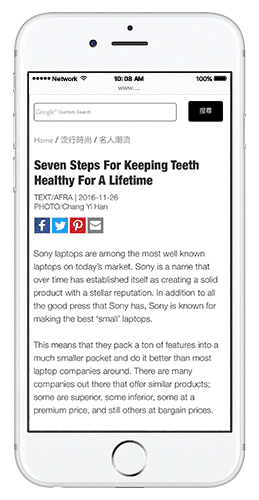 Network 10:08 AM 100%
www....
Google™ Custom Search 搜尋
Home / 流行時尚 / 名人潮流
Seven Steps For Keeping Teeth
Healthy For A Lifetime
TEXT/AFRA | 2016-11-26
PHOTO/Chang Yi Han
Sony laptops are among the most well known
laptops on today's market. Sony is a name that
over time has established itself as creating a solid
product with a stellar reputation. In addition to all
the good press that Sony has, Sony is known for
making the best 'small' laptops.
This means that they pack a ton of features into a
much smaller packet and do it better than most
laptop companies around. There are many
companies out there that offer similar products;
some are superior, some inferior, some at a
premium price, and still others at bargain prices.